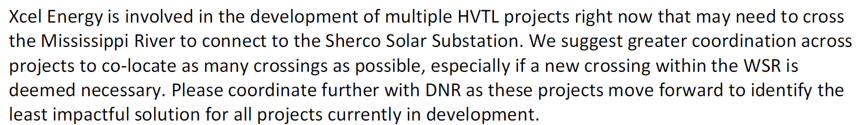 Xcel Energy is involved in the development of multiple HVTL projects right now that may need to cross
the Mississippi River to connect to the Sherco Solar Substation. We suggest greater coordination across
projects to co-locate as many crossings as possible, especially if a new crossing within the WSR is
deemed necessary. Please coordinate further with DNR as these projects move forward to identify the
least impactful solution for all projects currently in development.